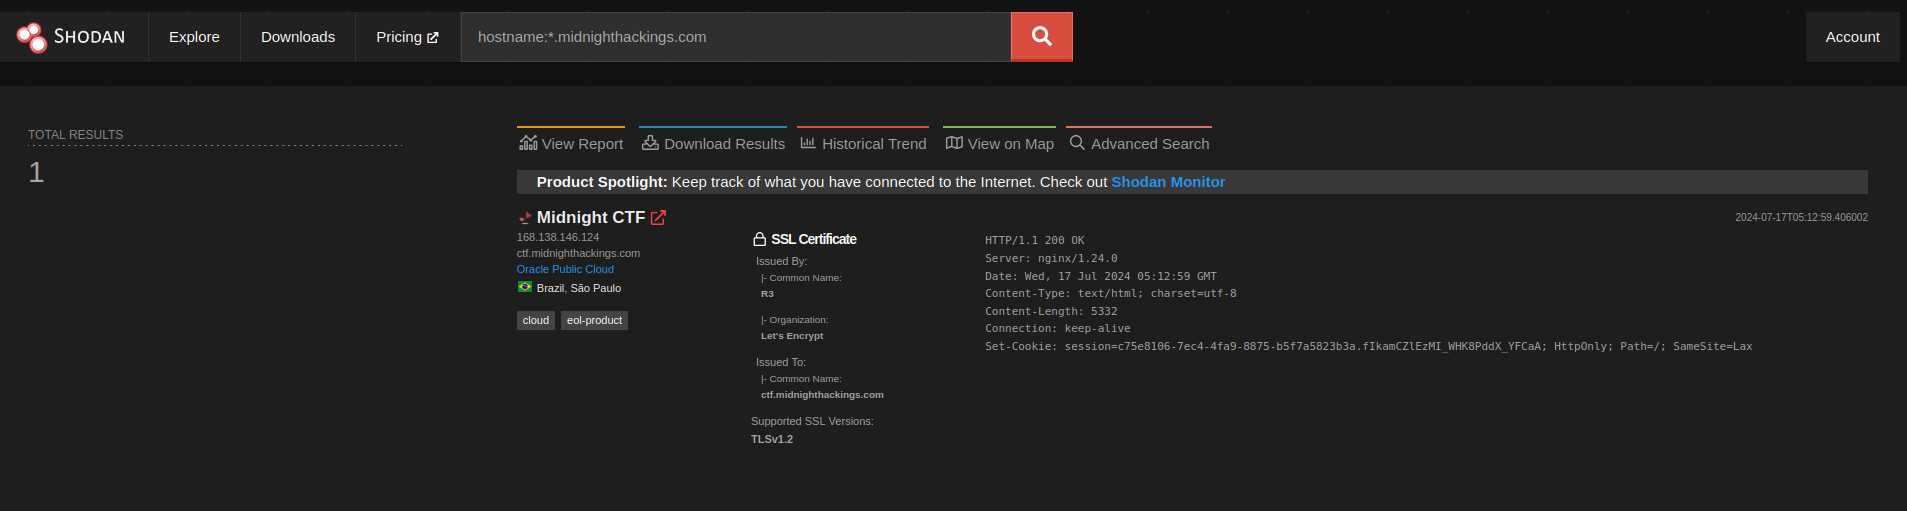 SHODAN
Explore
Downloads
Pricing
hostname:*.midnighthackings.com
Account
TOTAL RESULTS
1
View Report
Download Results
Historical Trend
View on Map
Advanced Search
Product Spotlight: Keep track of what you have connected to the Internet. Check out Shodan Monitor
Midnight CTF
2024-07-17T05:12:59.406002
168.138.146.124
ctf.midnighthackings.com
Oracle Public Cloud
Brazil, São Paulo
cloud
eol-product
SSL Certificate
Issued By:
|- Common Name:
R3
|- Organization:
Let's Encrypt
Issued To:
|- Common Name:
ctf.midnighthackings.com
Supported SSL Versions:
TLSv1.2
HTTP/1.1 200 OK
Server: nginx/1.24.0
Date: Wed, 17 Jul 2024 05:12:59 GMT
Content-Type: text/html; charset=utf-8
Content-Length: 5332
Connection: keep-alive
Set-Cookie: session=c75e8106-7ec4-4fa9-8875-b5f7a5823b3a.fIkamCZlEzMI_WHK8PddX_YFCaA; HttpOnly; Path=/; SameSite=Lax